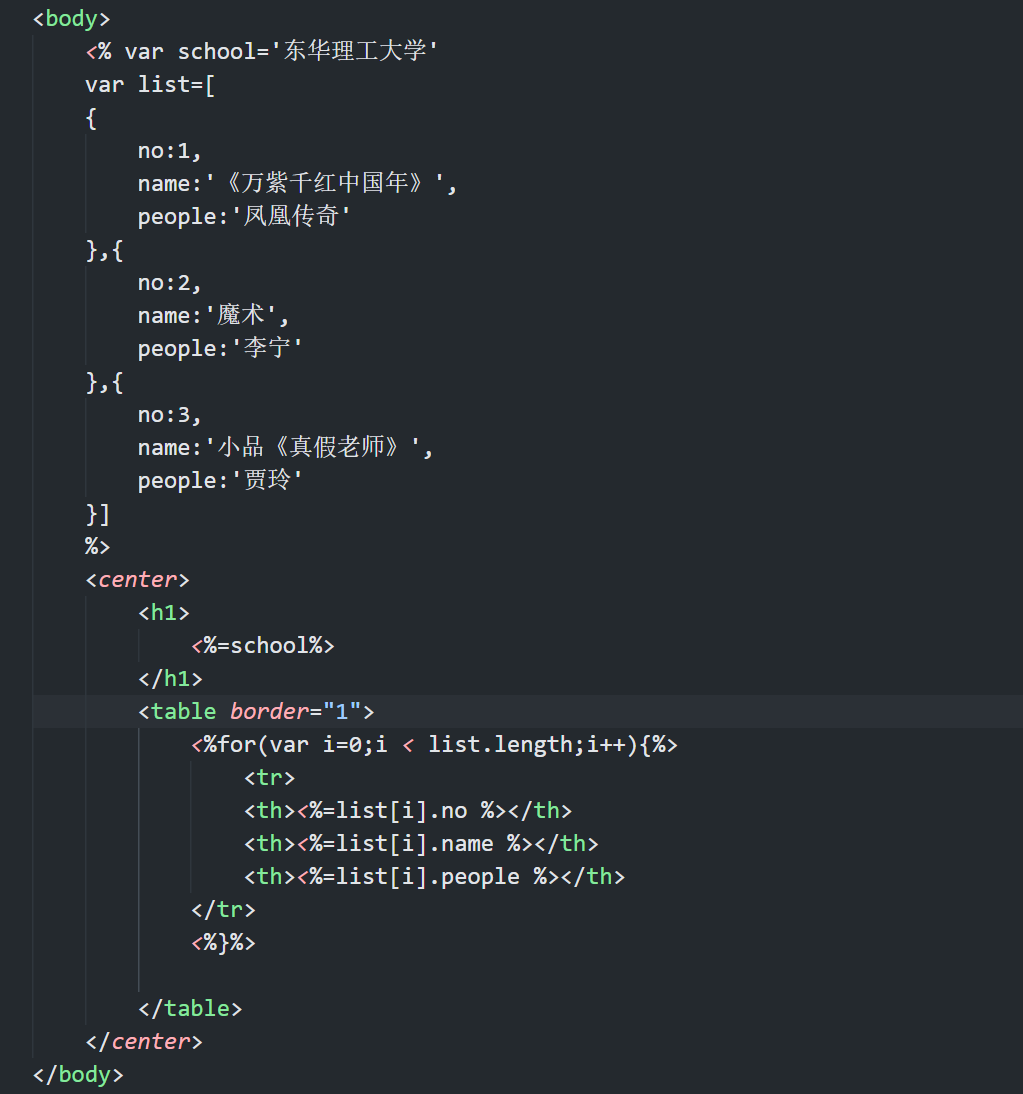 <body>
<% var school='东华理工大学'
var list=[
{
no:1,
name:'《万紫千红中国年》',
people:'凤凰传奇'
},{
no:2,
name:'魔术',
people:'李宁'
},{
no:3,
name:'小品《真假老师》',
people:'贾玲'
}]
%>
<center>
<h1>
<%=school%>
</h1>
<table border="1">
<%for(var i=0;i < list.length;i++){%>
<tr>
<th><%=list[i].no %></th>
<th><%=list[i].name %></th>
<th><%=list[i].people %></th>
</tr>
<%}%>
</table>
</center>
</body>